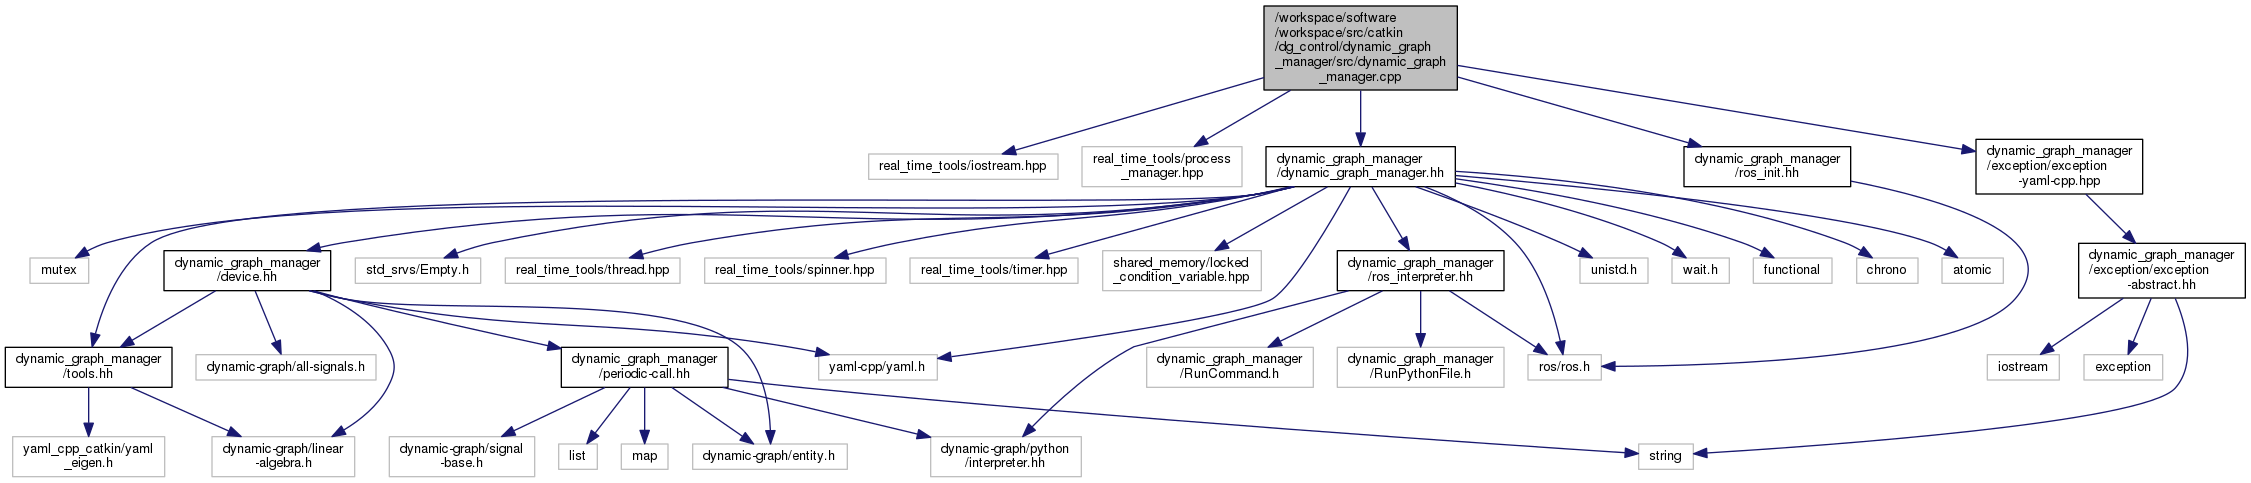 /workspace/software
/workspace/src/catkin
/dg_control/dynamic_graph
_manager/src/dynamic_graph
_manager.cpp
real_time_tools/iostream.hpp
real_time_tools/process
_manager.hpp
dynamic_graph_manager
/dynamic_graph_manager.hh
dynamic_graph_manager
/ros_init.hh
dynamic_graph_manager
/exception/exception
-yaml-cpp.hpp
mutex
dynamic_graph_manager
/device.hh
std_srvs/Empty.h
real_time_tools/thread.hpp
real_time_tools/spinner.hpp
real_time_tools/timer.hpp
shared_memory/locked
_condition_variable.hpp
dynamic_graph_manager
/ros_interpreter.hh
unistd.h
wait.h
functional
chrono
atomic
dynamic_graph_manager
/exception/exception
-abstract.hh
dynamic_graph_manager
/tools.hh
dynamic-graph/all-signals.h
dynamic_graph_manager
/periodic-call.hh
yaml-cpp/yaml.h
dynamic_graph_manager
/RunCommand.h
dynamic_graph_manager
/RunPythonFile.h
ros/ros.h
iostream
exception
yaml_cpp_catkin/yaml
_eigen.h
dynamic-graph/linear
-algebra.h
dynamic-graph/signal
-base.h
list
map
dynamic-graph/entity.h
dynamic-graph/python
/interpreter.hh
string